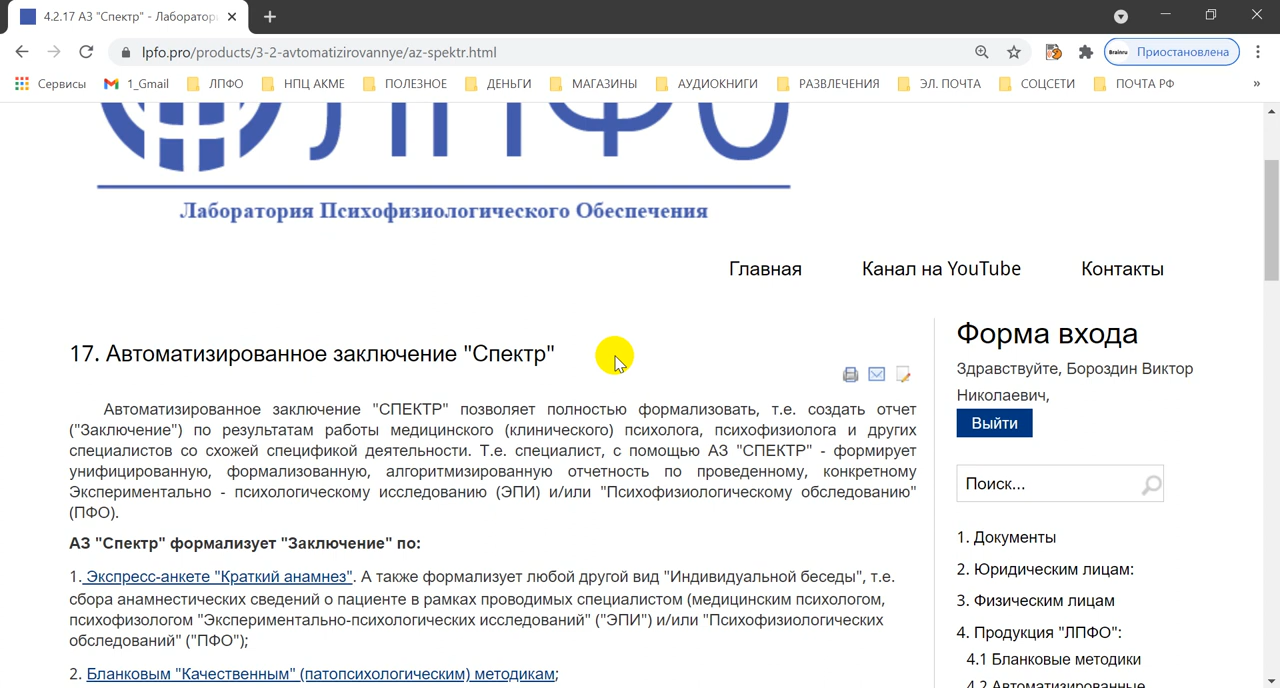 4.2.17 АЗ "Спектр" - Лаборатор
lpfo.pro/products/3-2-avtomatizirovannye/az-spektr.html
Brainru Приостановлена
Сервисы 1_Gmail ЛПФО НПЦ АКМЕ ПОЛЕЗНОЕ ДЕНЬГИ МАГАЗИНЫ АУДИОКНИГИ РАЗВЛЕЧЕНИЯ ЭЛ. ПОЧТА СОЦСЕТИ ПОЧТА РФ »
ЛПФО
Лаборатория Психофизиологического Обеспечения
Главная Канал на YouTube Контакты
17. Автоматизированное заключение "Спектр"
Автоматизированное заключение "СПЕКТР" позволяет полностью формализовать, т.е. создать отчет
("Заключение") по результатам работы медицинского (клинического) психолога, психофизиолога и других
специалистов со схожей спецификой деятельности. Т.е. специалист, с помощью АЗ "СПЕКТР" - формирует
унифицированную, формализованную, алгоритмизированную отчетность по проведенному, конкретному
Экспериментально - психологическому исследованию (ЭПИ) и/или "Психофизиологическому обследованию"
(ПФО).
АЗ "Спектр" формализует "Заключение" по:
1. Экспресс-анкете "Краткий анамнез". А также формализует любой другой вид "Индивидуальной беседы", т.е.
сбора анамнестических сведений о пациенте в рамках проводимых специалистом (медицинским психологом,
психофизологом "Экспериментально-психологических исследований" ("ЭПИ") и/или "Психофизиологических
обследований" ("ПФО");
2. Бланковым "Качественным" (патопсихологическим) методикам;
Форма входа
Здравствуйте, Бороздин Виктор
Николаевич,
Выйти
Поиск...
1. Документы
2. Юридическим лицам:
3. Физическим лицам
4. Продукция "ЛПФО":
4.1 Бланковые методики
4.2 Автоматизированные